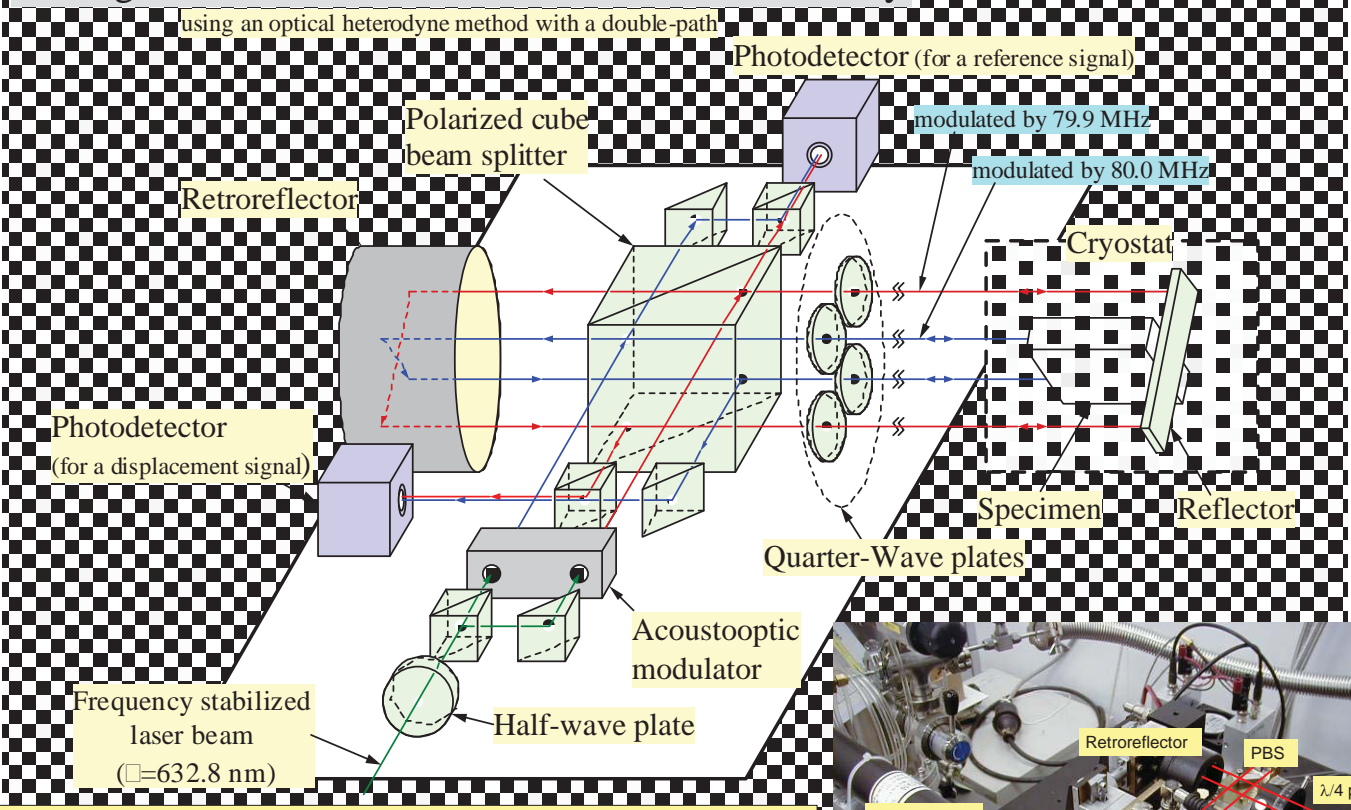 using an optical heterodyne method with a double-path
Photodetector (for a reference signal)
Polarized cube
beam splitter
modulated by 79.9 MHz
modulated by 80.0 MHz
Retroreflector
Cryostat
Photodetector
(for a displacement signal)
Specimen
Reflector
Quarter-Wave plates
Acoustooptic
modulator
Frequency stabilized
laser beam
(□=632.8 nm)
Half-wave plate
Retroreflector
PBS
λ/4 p